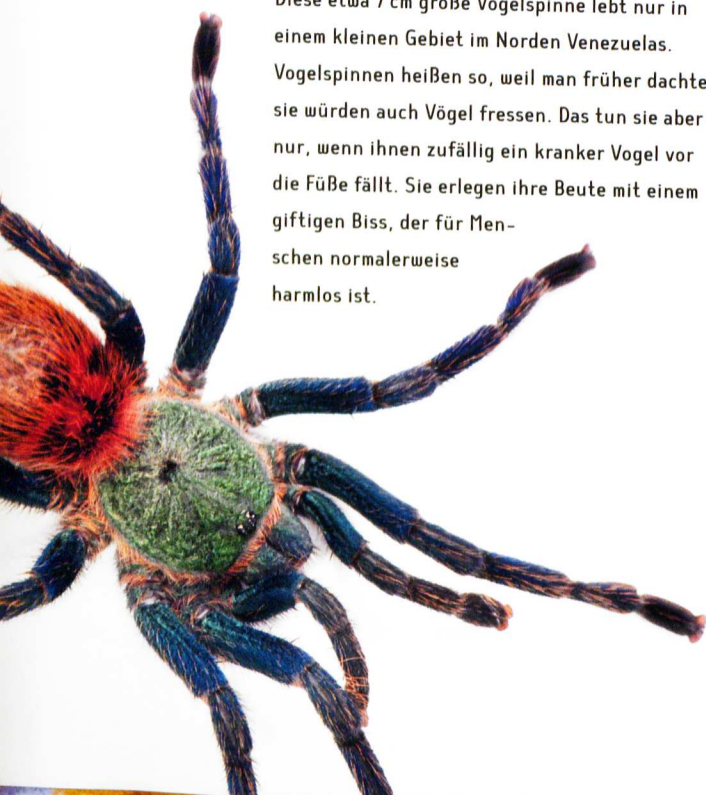 Diese etwa 7 cm große Vogelspinne lebt nur in
einem kleinen Gebiet im Norden Venezuelas.
Vogelspinnen heißen so, weil man früher dachte
sie würden auch Vögel fressen. Das tun sie aber
nur, wenn ihnen zufällig ein kranker Vogel vor
die Füße fällt. Sie erlegen ihre Beute mit einem
giftigen Biss, der für Men-
schen normalerweise
harmlos ist.